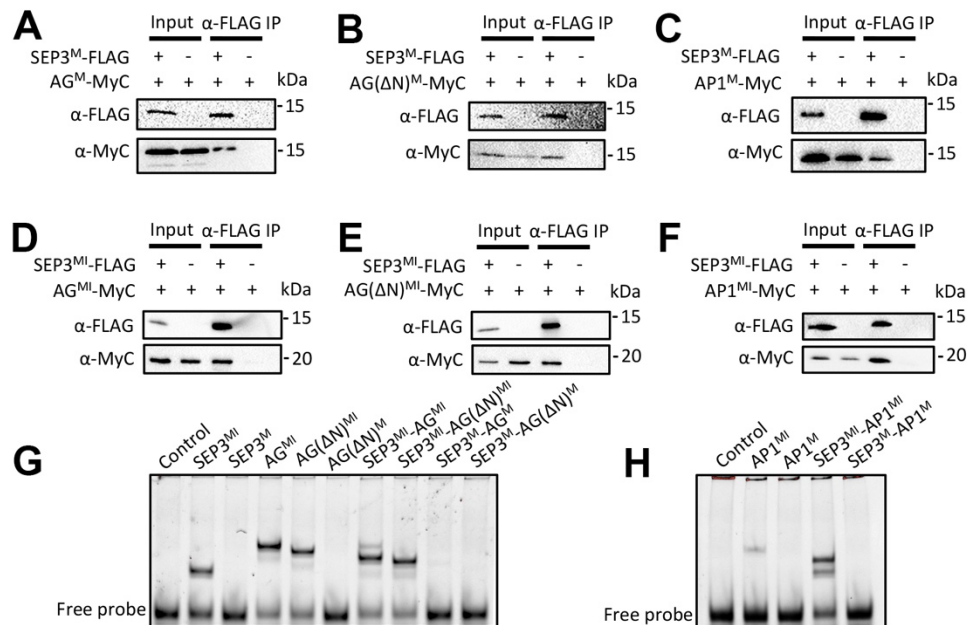 A
Input α-FLAG IP
SEP3ᴹ-FLAG + - + -
AGᴹ-MyC + + + + kDa
α-FLAG - 15
α-MyC - 15
B
Input α-FLAG IP
SEP3ᴹ-FLAG + - + -
AG(ΔN)ᴹ-MyC + + + + kDa
α-FLAG - 15
α-MyC - 15
C
Input α-FLAG IP
SEP3ᴹ-FLAG + - + -
AP1ᴹ-MyC + + + + kDa
α-FLAG - 15
α-MyC - 15
D
Input α-FLAG IP
SEP3ᴹᴵ-FLAG + - + -
AGᴹᴵ-MyC + + + + kDa
α-FLAG - 15
α-MyC - 20
E
Input α-FLAG IP
SEP3ᴹᴵ-FLAG + - + -
AG(ΔN)ᴹᴵ-MyC + + + + kDa
α-FLAG - 15
α-MyC - 20
F
Input α-FLAG IP
SEP3ᴹᴵ-FLAG + - + -
AP1ᴹᴵ-MyC + + + + kDa
α-FLAG - 15
α-MyC - 20
G
Control
SEP3ᴹᴵ
SEP3ᴹ
AGᴹᴵ
AG(ΔN)ᴹᴵ
AG(ΔN)ᴹ
SEP3ᴹᴵ-AGᴹᴵ
SEP3ᴹᴵ-AG(ΔN)ᴹᴵ
SEP3ᴹ-AGᴹ
SEP3ᴹ-AG(ΔN)ᴹ
Free probe
H
Control
AP1ᴹᴵ
AP1ᴹ
SEP3ᴹᴵ-AP1ᴹᴵ
SEP3ᴹ-AP1ᴹ
Free probe